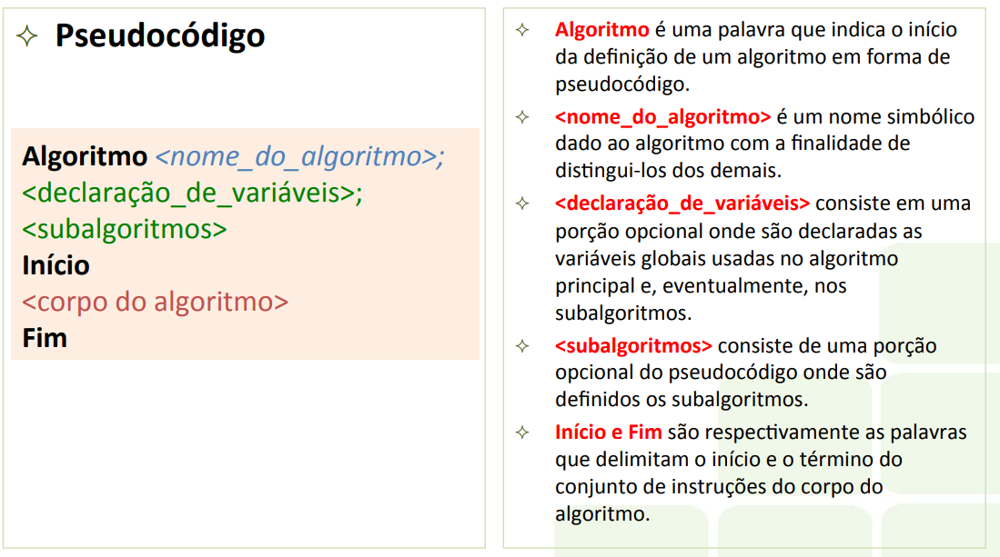 Pseudocódigo
Algoritmo <nome_do_algoritmo>;
<declaração_de_variáveis>;
<subalgoritmos>
Início
<corpo do algoritmo>
Fim
Algoritmo é uma palavra que indica o início
da definição de um algoritmo em forma de
pseudocódigo.
<nome_do_algoritmo> é um nome simbólico
dado ao algoritmo com a finalidade de
distingui-los dos demais.
<declaração_de_variáveis> consiste em uma
porção opcional onde são declaradas as
variáveis globais usadas no algoritmo
principal e, eventualmente, nos
subalgoritmos.
<subalgoritmos> consiste de uma porção
opcional do pseudocódigo onde são
definidos os subalgoritmos.
Início e Fim são respectivamente as palavras
que delimitam o início e o término do
conjunto de instruções do corpo do
algoritmo.